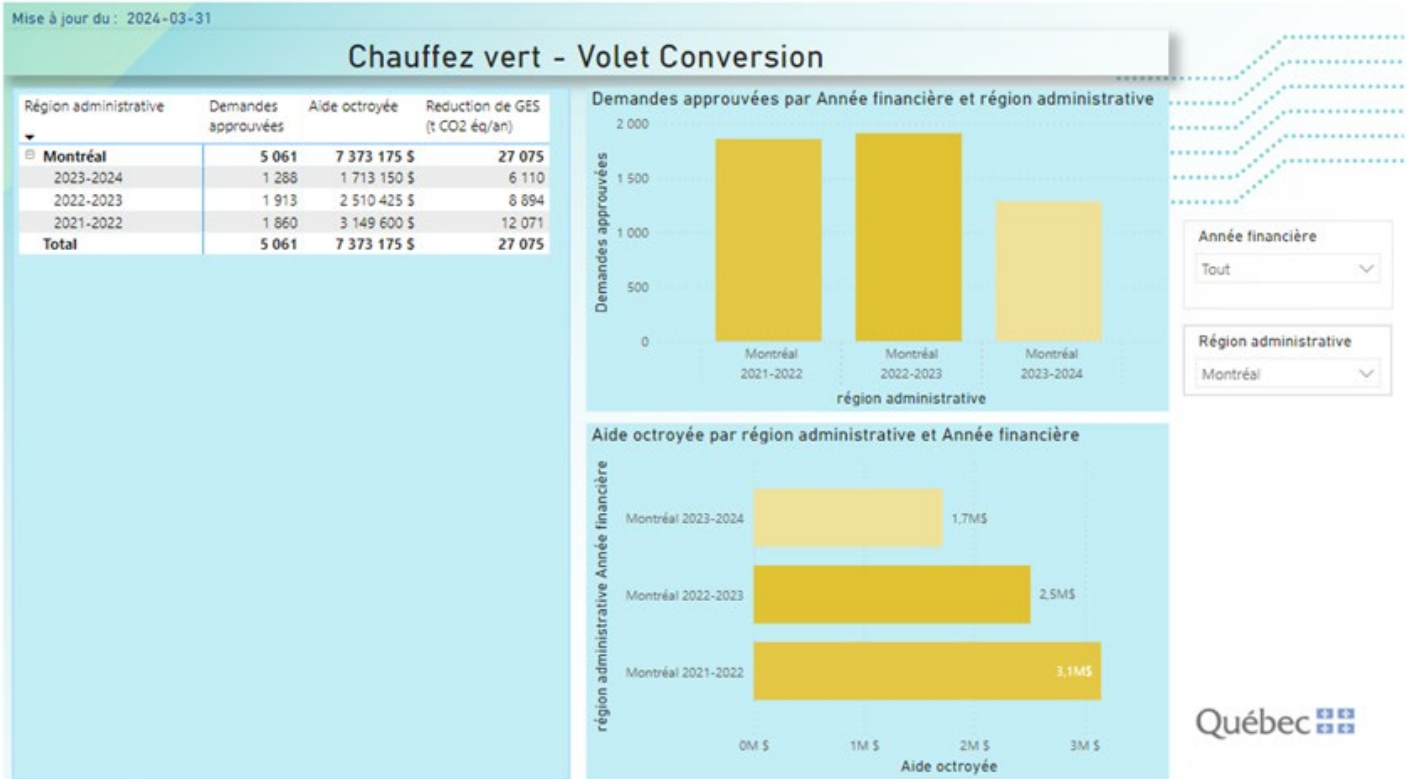 Mise à jour du : 2024-03-31
Chauffez vert - Volet Conversion
Région administrative Demandes approuvées Aide octroyée Reduction de GES (t CO2 éq/an)
Montréal 5 061 7 373 175 $ 27 075
2023-2024 1 288 1 713 150 $ 6 110
2022-2023 1 913 2 510 425 $ 8 894
2021-2022 1 860 3 149 600 $ 12 071
Total 5 061 7 373 175 $ 27 075
Demandes approuvées par Année financière et région administrative
Demandes approuvées
2 000
1 500
1 000
500
0
Montréal Montréal Montréal
2021-2022 2022-2023 2023-2024
région administrative
Aide octroyée par région administrative et Année financière
région administrative Année financière
Montréal 2023-2024 1,7M$
Montréal 2022-2023 2,5M$
Montréal 2021-2022 3,1M$
0M $ 1M $ 2M $ 3M $
Aide octroyée
Année financière
Tout
Région administrative
Montréal
Québec